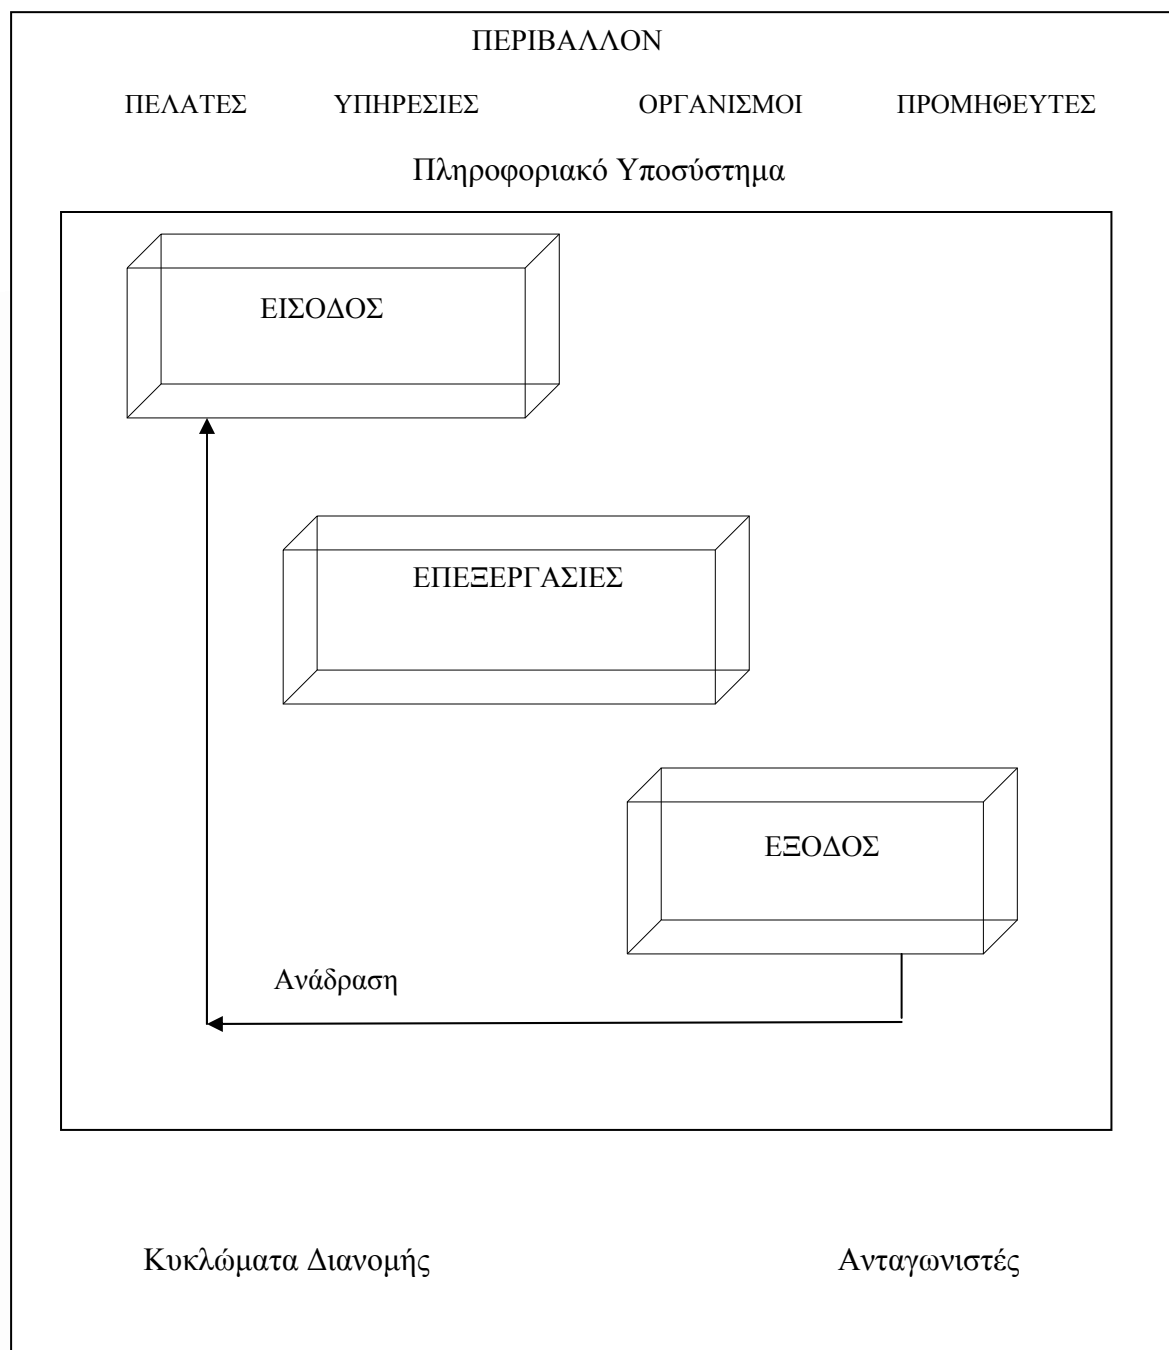 ΠΕΡΙΒΑΛΛΟΝ
ΠΕΛΑΤΕΣ ΥΠΗΡΕΣΙΕΣ ΟΡΓΑΝΙΣΜΟΙ ΠΡΟΜΗΘΕΥΤΕΣ
Πληροφοριακό Υποσύστημα
ΕΙΣΟΔΟΣ
ΕΠΕΞΕΡΓΑΣΙΕΣ
ΕΞΟΔΟΣ
Ανάδραση
Κυκλώματα Διανομής Ανταγωνιστές